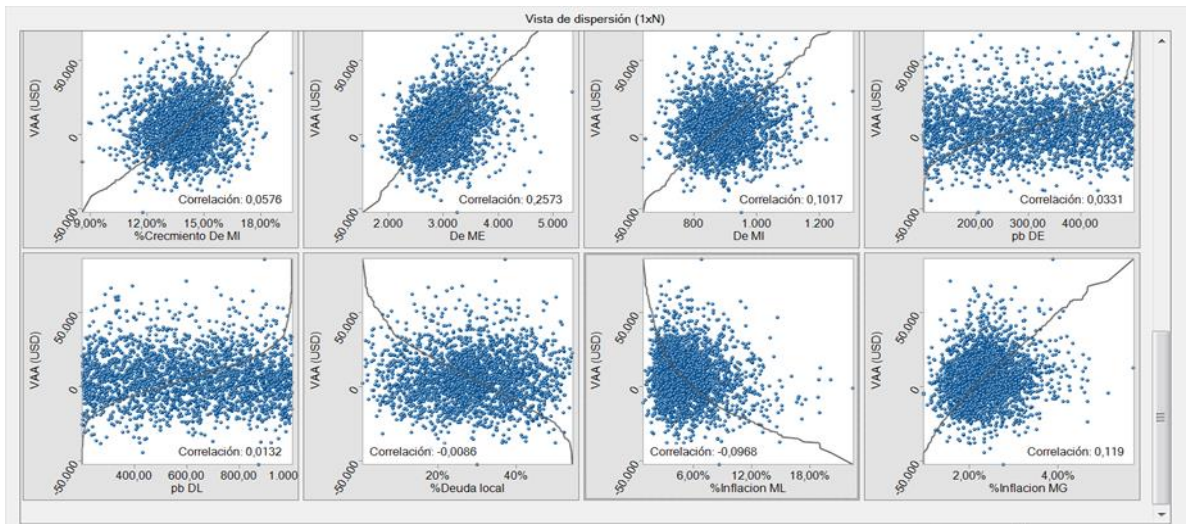 Vista de dispersión (1xN)
VAA (USD)
50.000
0
-50.000
Correlación: 0,0576
9,00% 12,00% 15,00% 18,00%
%Crecmiento De MI
VAA (USD)
50.000
0
-50.000
Correlación: 0,2573
2.000 3.000 4.000 5.000
De ME
VAA (USD)
50.000
0
-50.000
Correlación: 0,1017
800 1.000 1.200
De MI
VAA (USD)
50.000
0
-50.000
Correlación: 0,0331
200,00 300,00 400,00
pb DE
VAA (USD)
50.000
0
-50.000
Correlación: 0,0132
400,00 600,00 800,00 1.000
pb DL
VAA (USD)
50.000
0
-50.000
Correlación: -0,0086
20% 40%
%Deuda local
VAA (USD)
50.000
0
-50.000
Correlación: -0,0968
6,00% 12,00% 18,00%
%Inflacion ML
VAA (USD)
50.000
0
-50.000
Correlación: 0,119
2,00% 4,00%
%Inflacion MG